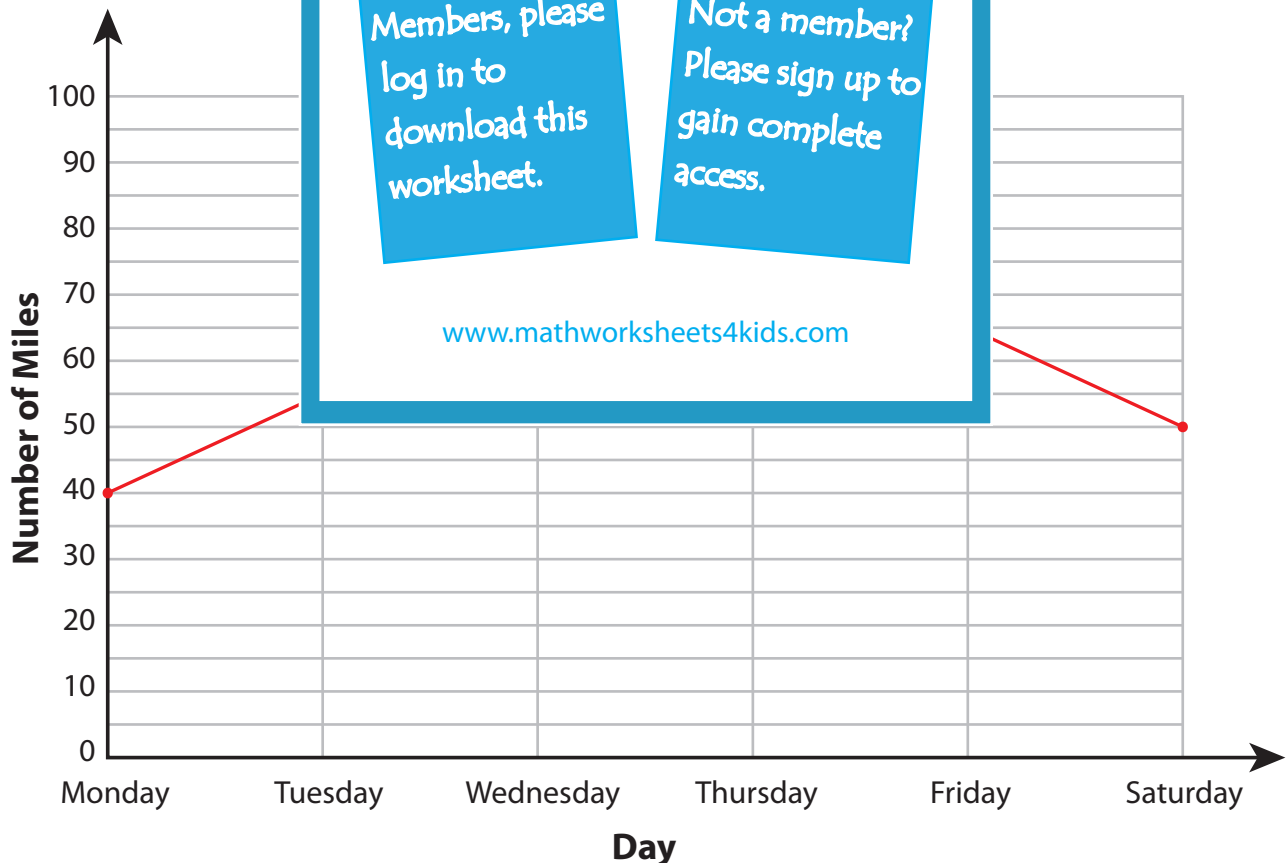 Members, please
log in to
download this
worksheet.
Not a member?
Please sign up to
gain complete
access.
www.mathworksheets4kids.com
Number of Miles
100
90
80
70
60
50
40
30
20
10
0
Monday Tuesday Wednesday Thursday Friday Saturday
Day